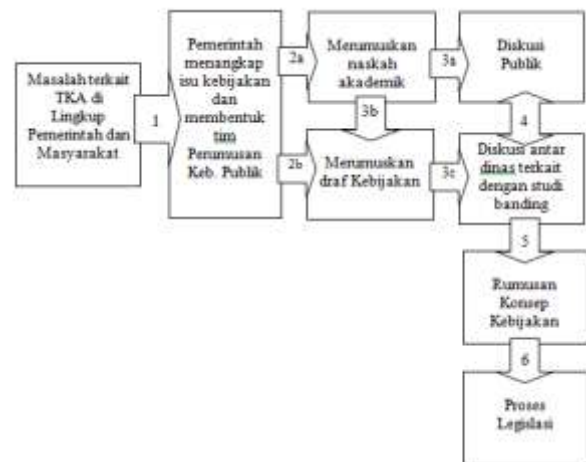 Masalah terkait
TKA di
Lingkup
Pemerintah dan
Masyarakat
1
Pemerintah
menangkap
isu kebijakan
dan
membentuk
tim
Perumusan
Keb. Publik
2a
Merumuskan
naskah
akademik
3a
Diskusi
Publik
3b
4
2b
Merumuskan
draf Kebijakan
3c
Diskusi antar
dinas terkait
dengan studi
banding
5
Rumusan
Konsep
Kebijakan
6
Proses
Legislasi